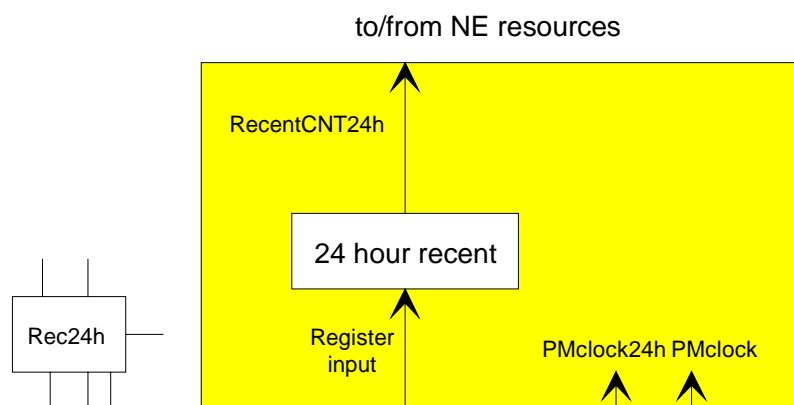 to/from NE resources
RecentCNT24h
24 hour recent
Rec24h
Register
input
PMclock24h PMclock